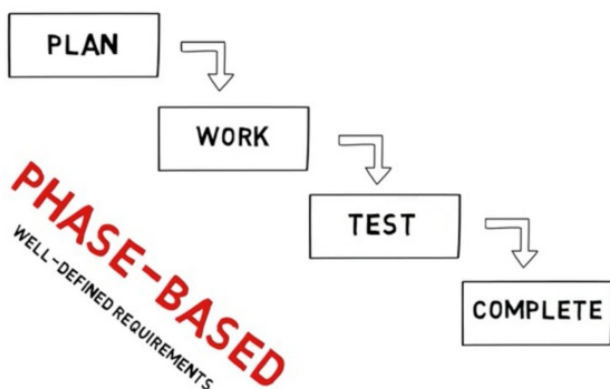 PLAN
WORK
TEST
COMPLETE
PHASE-BASED
WELL-DEFINED REQUIREMENTS